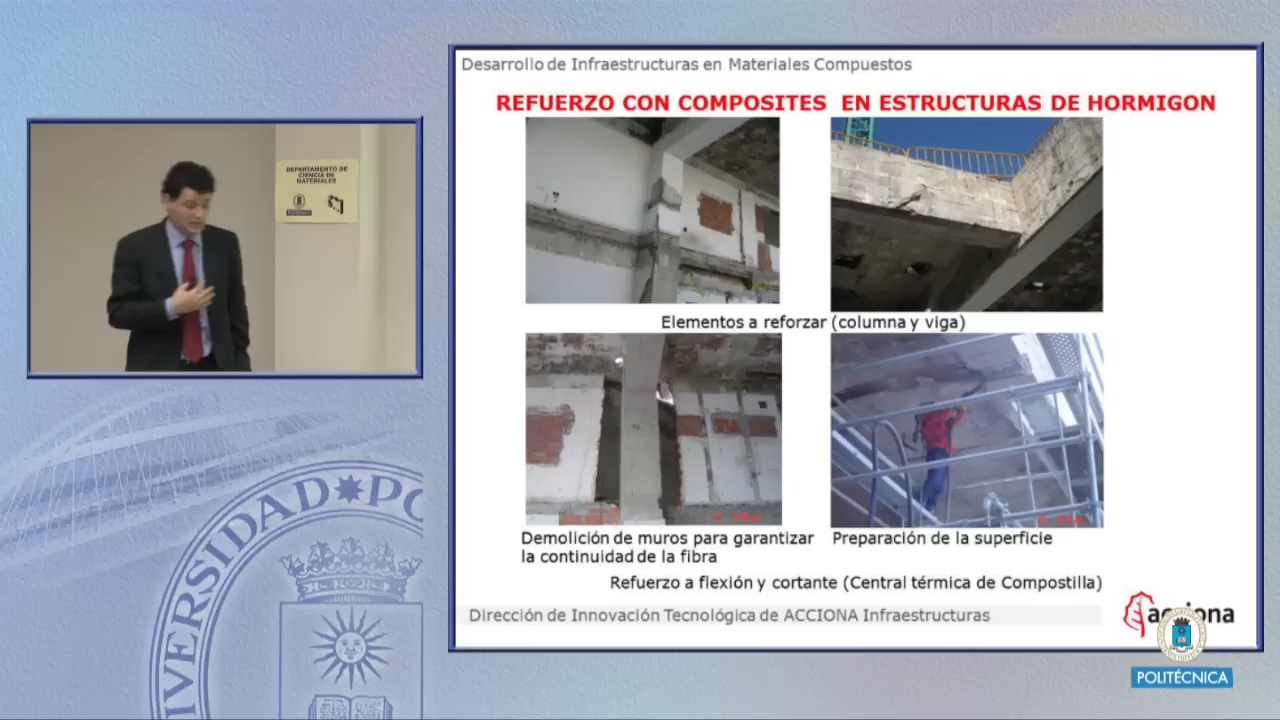 Desarrollo de Infraestructuras en Materiales Compuestos
REFUERZO CON COMPOSITES EN ESTRUCTURAS DE HORMIGON
DEPARTAMENTO DE
CIENCIA DE
MATERIALES
Elementos a reforzar (columna y viga)
Demolición de muros para garantizar
la continuidad de la fibra
Preparación de la superficie
Refuerzo a flexión y cortante (Central térmica de Compostilla)
Dirección de Innovación Tecnológica de ACCIONA Infraestructuras
acciona
POLITÉCNICA
VERSIDAD PO